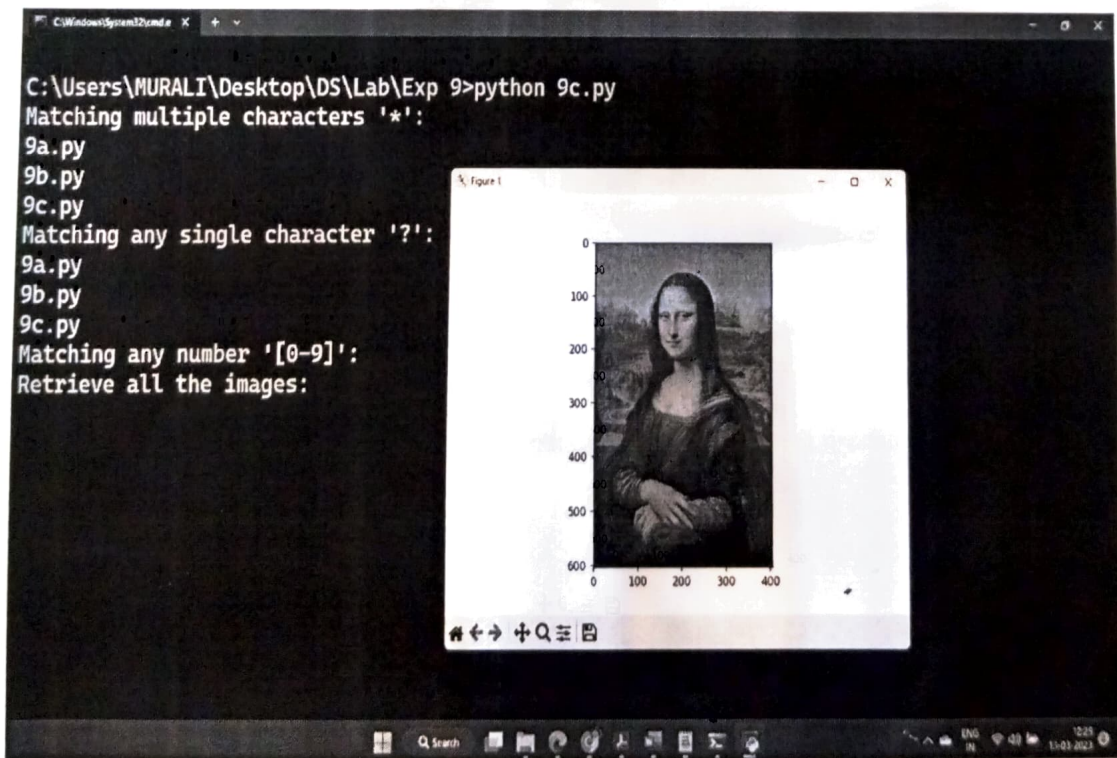 C:\Windows\System32\cmd.e
C:\Users\MURALI\Desktop\DS\Lab\Exp 9>python 9c.py
Matching multiple characters '*':
9a.py
9b.py
9c.py
Matching any single character '?':
9a.py
9b.py
9c.py
Matching any number '[0-9]':
Retrieve all the images:
Figure 1
0
100
200
300
400
500
600
0 100 200 300 400
Search
ENG
IN
13-03-2023